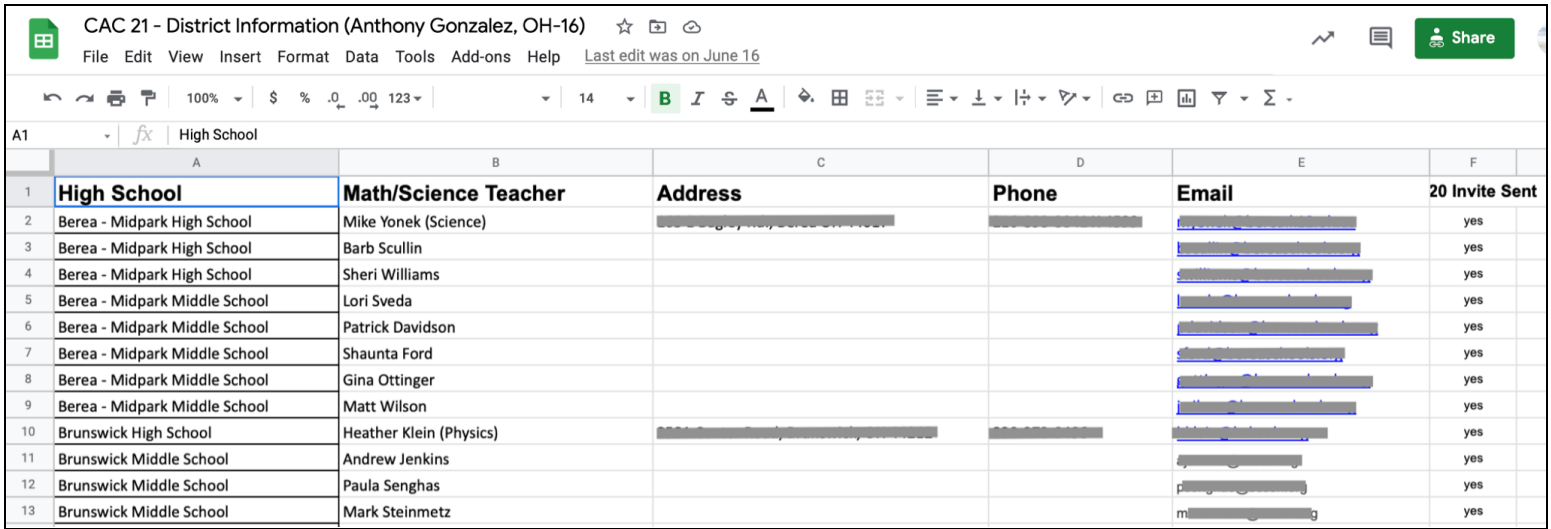 CAC 21 - District Information (Anthony Gonzalez, OH-16)
File Edit View Insert Format Data Tools Add-ons Help Last edit was on June 16
Share
100% $ % .0 .00 123 14 B I S A
A1 fx High School
A B C D E F
1 High School Math/Science Teacher Address Phone Email 20 Invite Sent
2 Berea - Midpark High School Mike Yonek (Science) yes
3 Berea - Midpark High School Barb Scullin yes
4 Berea - Midpark High School Sheri Williams yes
5 Berea - Midpark Middle School Lori Sveda yes
6 Berea - Midpark Middle School Patrick Davidson yes
7 Berea - Midpark Middle School Shaunta Ford yes
8 Berea - Midpark Middle School Gina Ottinger yes
9 Berea - Midpark Middle School Matt Wilson yes
10 Brunswick High School Heather Klein (Physics) yes
11 Brunswick Middle School Andrew Jenkins yes
12 Brunswick Middle School Paula Senghas yes
13 Brunswick Middle School Mark Steinmetz yes